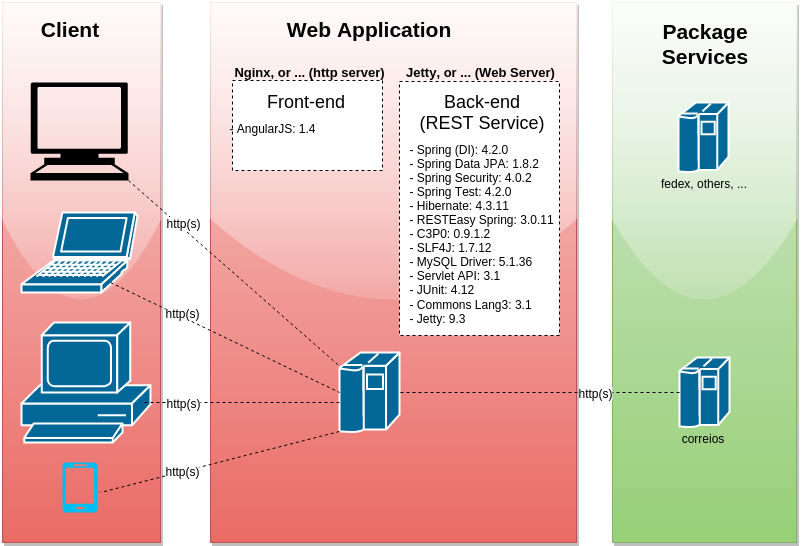 Client
http(s)
http(s)
http(s)
http(s)
Web Application
Nginx, or ... (http server)
Front-end
- AngularJS: 1.4
Jetty, or ... (Web Server)
Back-end
(REST Service)
- Spring (DI): 4.2.0
- Spring Data JPA: 1.8.2
- Spring Security: 4.0.2
- Spring Test: 4.2.0
- Hibernate: 4.3.11
- RESTEasy Spring: 3.0.11
- C3P0: 0.9.1.2
- SLF4J: 1.7.12
- MySQL Driver: 5.1.36
- Servlet API: 3.1
- JUnit: 4.12
- Commons Lang3: 3.1
- Jetty: 9.3
http(s)
Package
Services
fedex, others, ...
correios